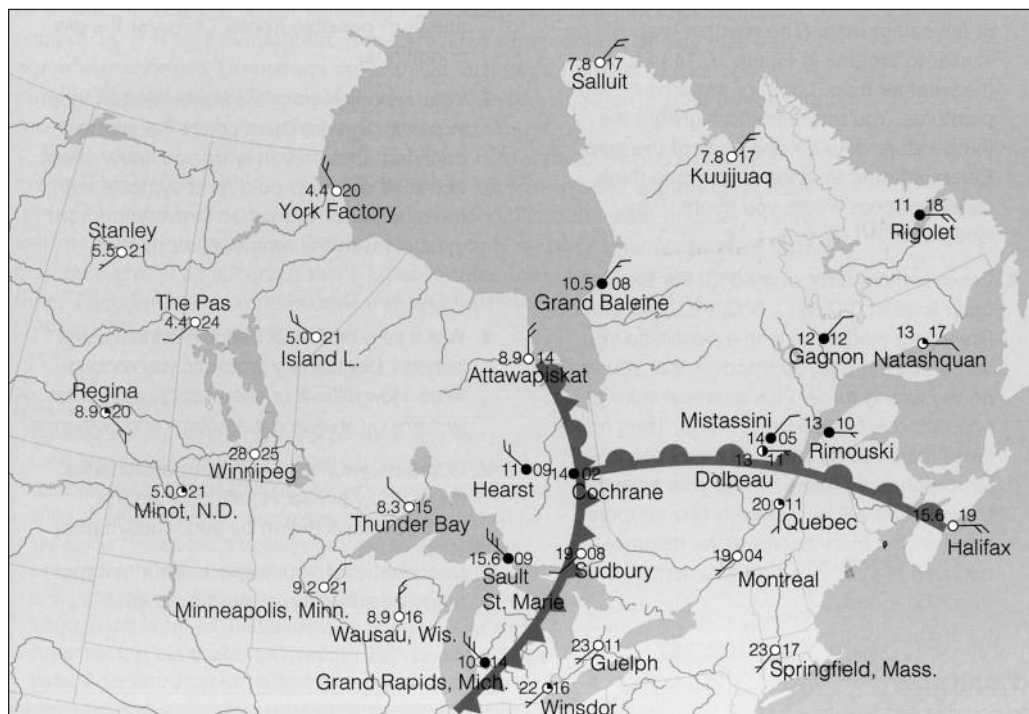 7.8 17
Salluit
7.8 17
Kuujjuaq
4.4 20
York Factory
11 18
Rigolet
Stanley
5.5 21
10.5 08
Grand Baleine
The Pas
4.4 24
5.0 21
Island L.
12 12
Gagnon
13 17
Natashquan
8.9 14
Attawapiskat
Regina
8.9 20
Mistassini
14 05
13 10
Rimouski
28 25
Winnipeg
13 11
Dolbeau
11 09
Hearst
14 02
Cochrane
5.0 21
Minot, N.D.
8.3 15
Thunder Bay
20 11
Quebec
15.6 19
Halifax
15.6 09
Sault
St. Marie
19 08
Sudbury
19 04
Montreal
9.2 21
Minneapolis, Minn.
8.9 16
Wausau, Wis.
23 11
Guelph
23 17
Springfield, Mass.
10 14
Grand Rapids, Mich.
22 16
Winsdor